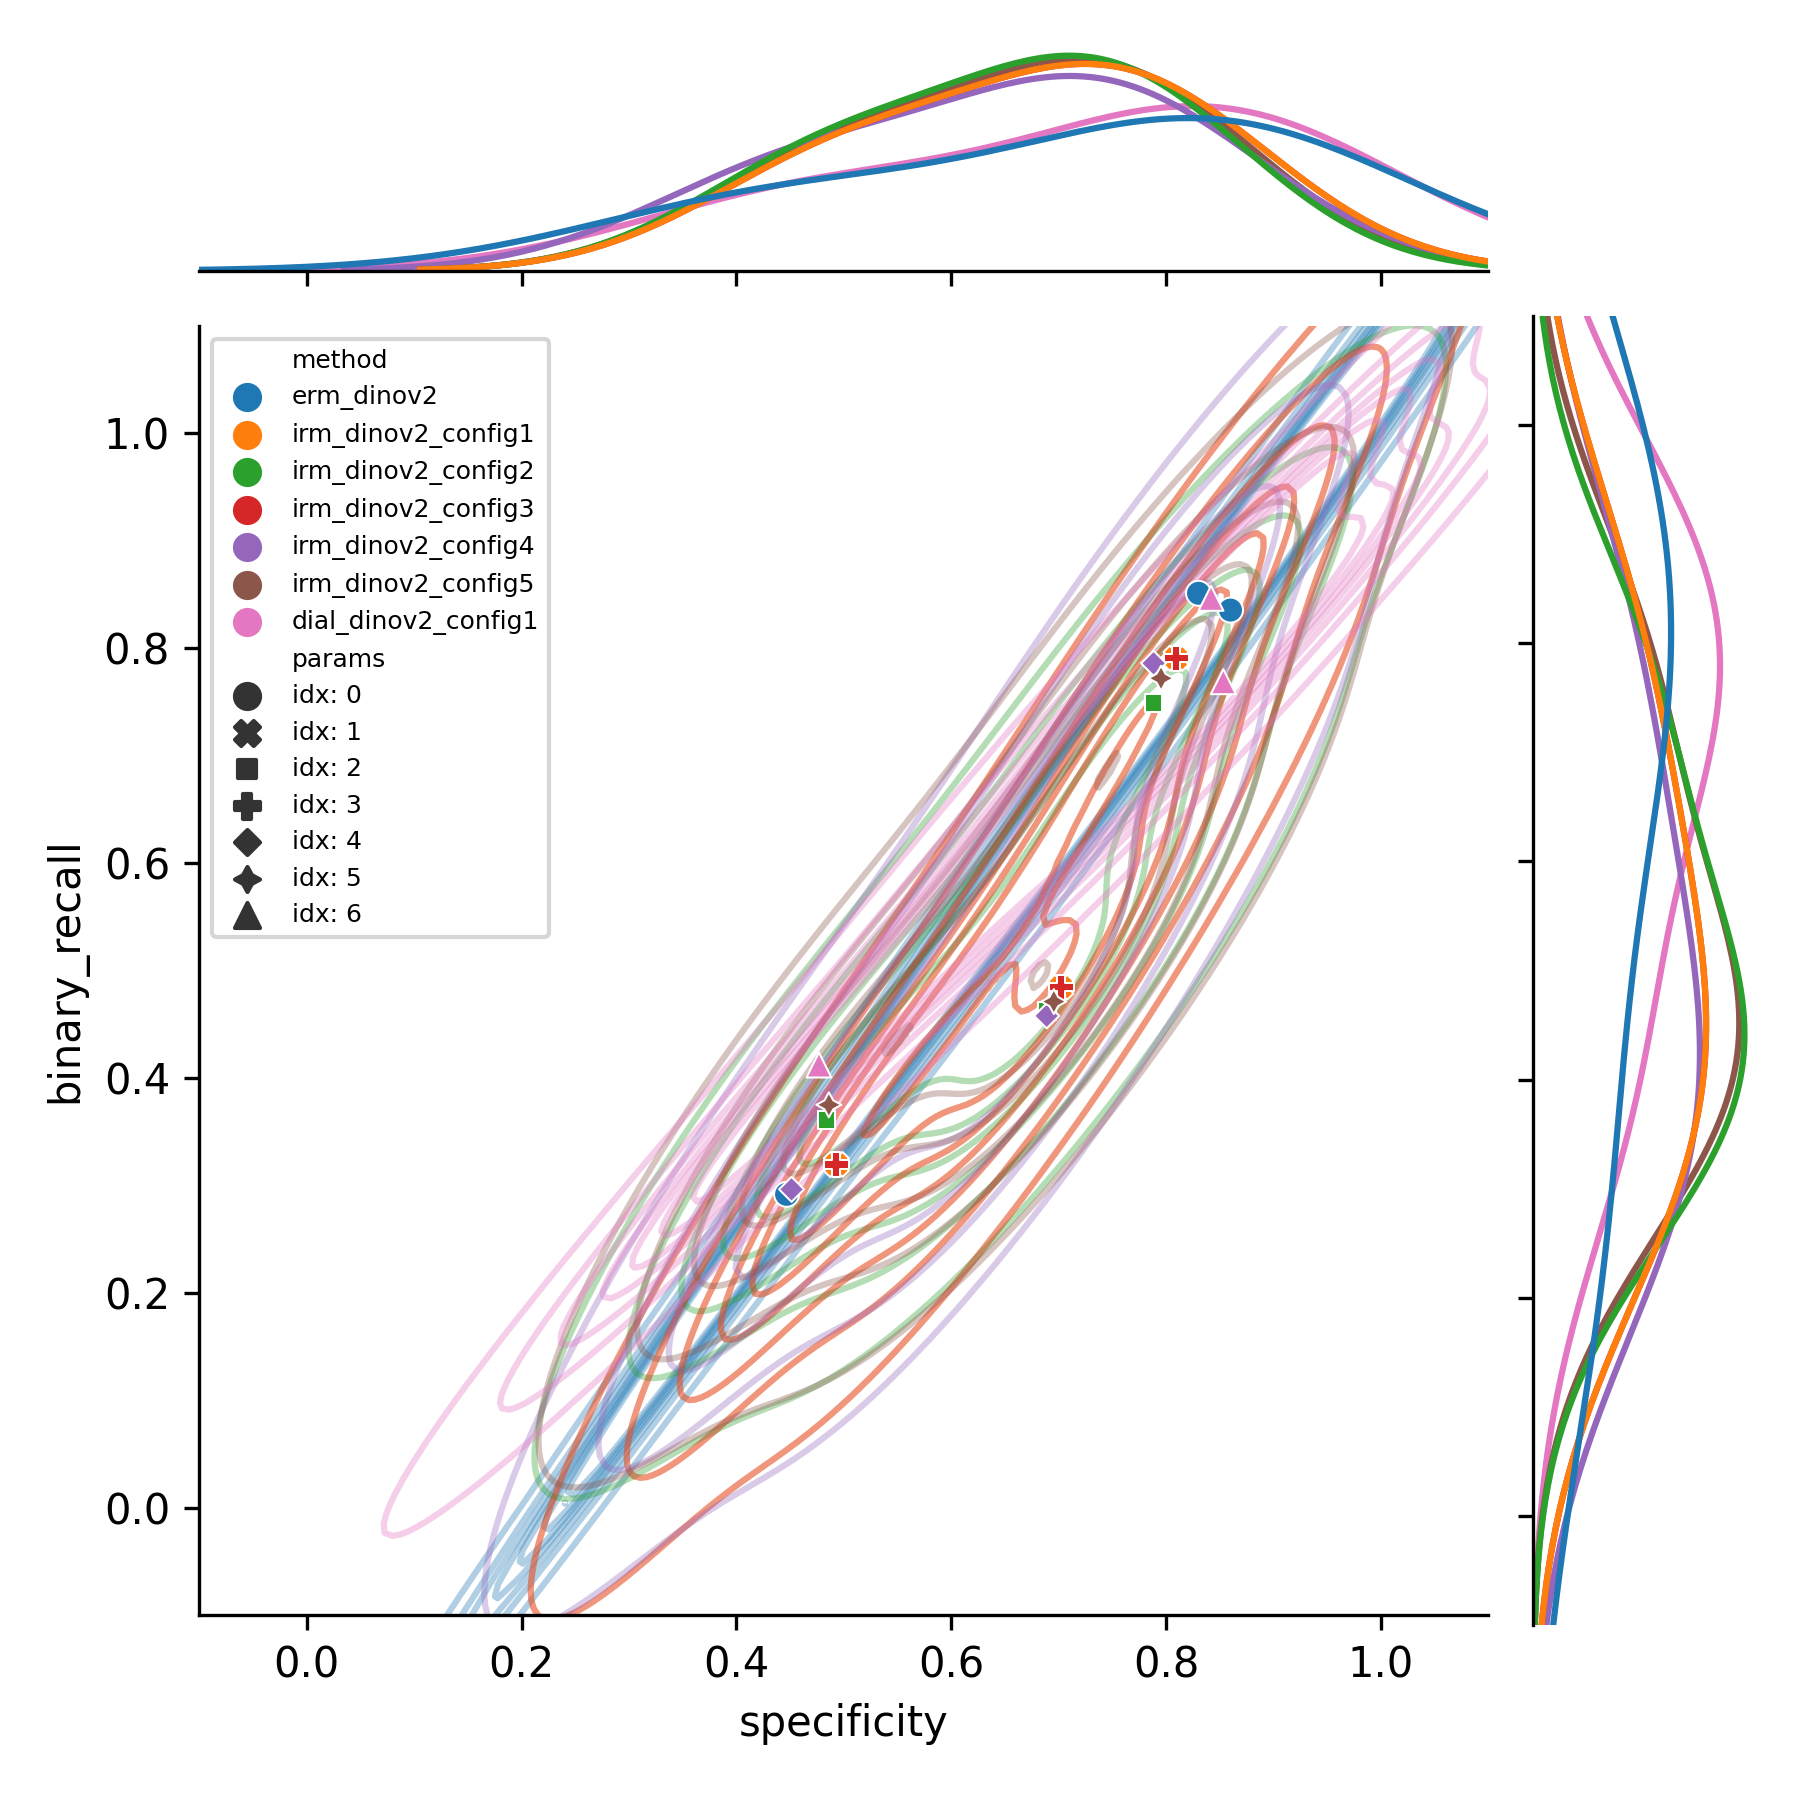 method
erm_dinov2
irm_dinov2_config1
irm_dinov2_config2
irm_dinov2_config3
irm_dinov2_config4
irm_dinov2_config5
dial_dinov2_config1
params
idx: 0
idx: 1
idx: 2
idx: 3
idx: 4
idx: 5
idx: 6
binary_recall
1.0
0.8
0.6
0.4
0.2
0.0
0.0 0.2 0.4 0.6 0.8 1.0
specificity